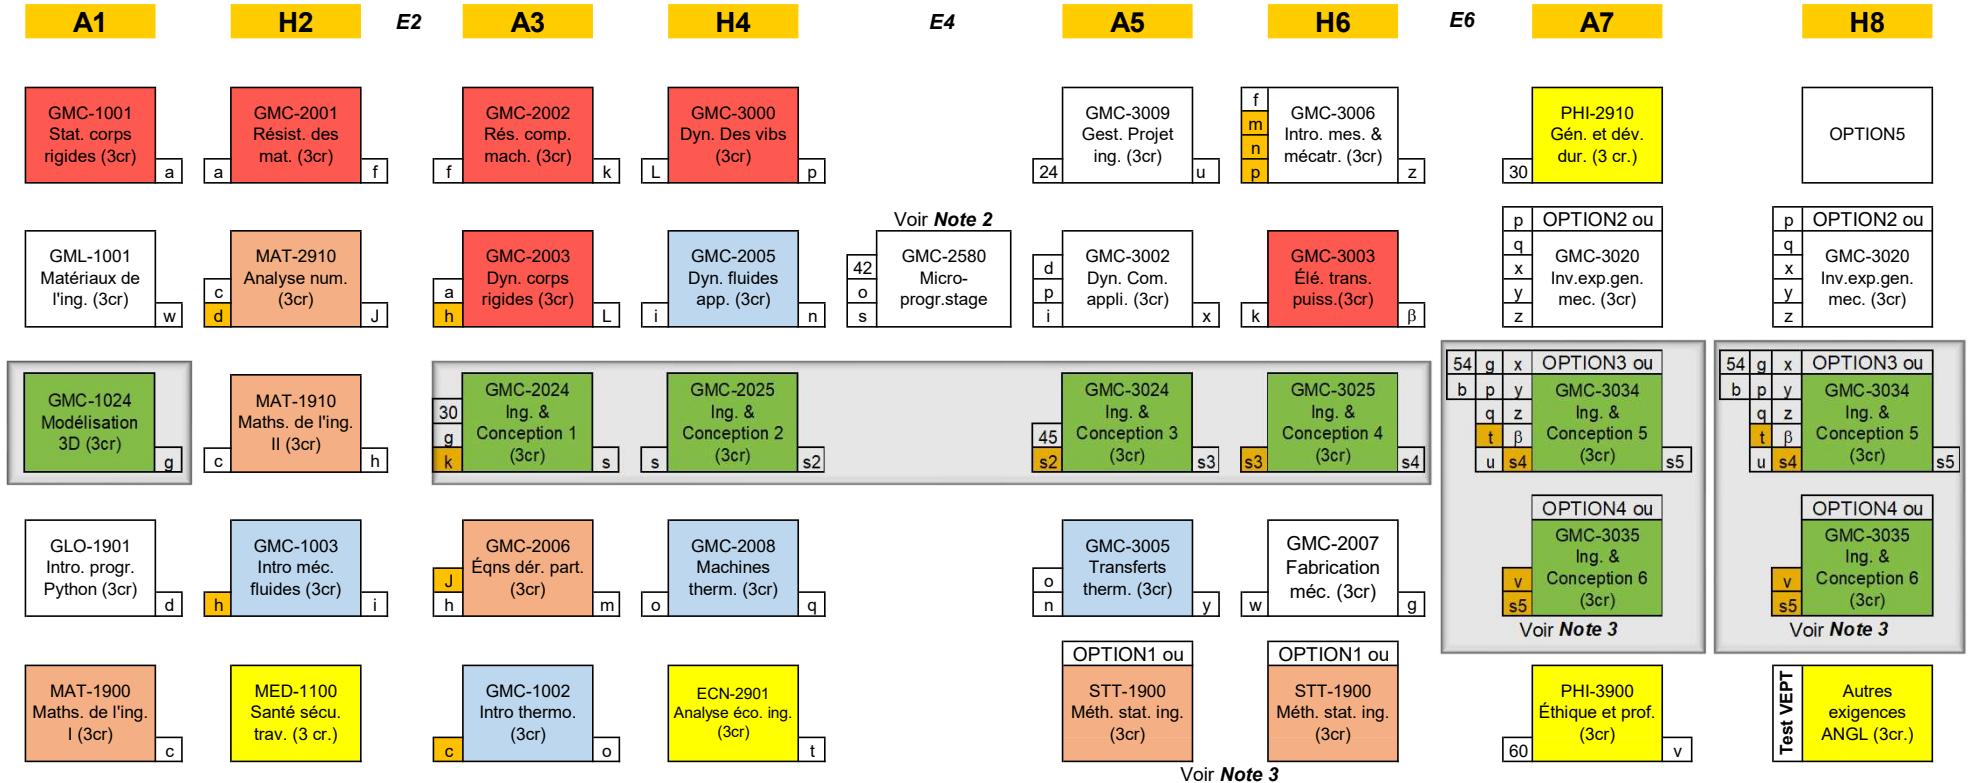 A1 H2 E2 A3 H4 E4 A5 H6 E6 A7 H8
GMC-1001
Stat. corps
rigides (3cr)
a
a
GMC-2001
Résist. des
mat. (3cr)
f
f
GMC-2002
Rés. comp.
mach. (3cr)
k
L
GMC-3000
Dyn. Des vibs
(3cr)
p
24
GMC-3009
Gest. Projet
ing. (3cr)
u
f
m
n
p
GMC-3006
Intro. mes. &
mécatr. (3cr)
z
30
PHI-2910
Gén. et dév.
dur. (3 cr.)
OPTION5
GML-1001
Matériaux de
l'ing. (3cr)
w
c
d
MAT-2910
Analyse num.
(3cr)
J
a
h
GMC-2003
Dyn. corps
rigides (3cr)
L
i
GMC-2005
Dyn. fluides
app. (3cr)
n
Voir Note 2
42
o
s
GMC-2580
Micro-
progr.stage
d
p
i
GMC-3002
Dyn. Com.
appli. (3cr)
x
k
GMC-3003
Élé. trans.
puiss.(3cr)
β
p
q
x
y
z
OPTION2 ou
GMC-3020
Inv.exp.gen.
mec. (3cr)
p
q
x
y
z
OPTION2 ou
GMC-3020
Inv.exp.gen.
mec. (3cr)
GMC-1024
Modélisation
3D (3cr)
g
c
MAT-1910
Maths. de l'ing.
II (3cr)
h
30
g
k
GMC-2024
Ing. &
Conception 1
(3cr)
s
s
GMC-2025
Ing. &
Conception 2
(3cr)
s2
45
s2
GMC-3024
Ing. &
Conception 3
(3cr)
s3
s3
GMC-3025
Ing. &
Conception 4
(3cr)
s4
54 g x
b p y
q z
t β
u s4
OPTION3 ou
GMC-3034
Ing. &
Conception 5
(3cr)
s5
54 g x
b p y
q z
t β
u s4
OPTION3 ou
GMC-3034
Ing. &
Conception 5
(3cr)
s5
GLO-1901
Intro. progr.
Python (3cr)
d
h
GMC-1003
Intro méc.
fluides (3cr)
i
J
h
GMC-2006
Éqns dér. part.
(3cr)
m
o
GMC-2008
Machines
therm. (3cr)
q
o
n
GMC-3005
Transferts
therm. (3cr)
y
w
GMC-2007
Fabrication
méc. (3cr)
g
v
s5
OPTION4 ou
GMC-3035
Ing. &
Conception 6
(3cr)
Voir Note 3
v
s5
OPTION4 ou
GMC-3035
Ing. &
Conception 6
(3cr)
Voir Note 3
MAT-1900
Maths. de l'ing.
I (3cr)
c
MED-1100
Santé sécu.
trav. (3 cr.)
c
GMC-1002
Intro thermo.
(3cr)
o
ECN-2901
Analyse éco. ing.
(3cr)
t
OPTION1 ou
STT-1900
Méth. stat. ing.
(3cr)
OPTION1 ou
STT-1900
Méth. stat. ing.
(3cr)
Voir Note 3
60
PHI-3900
Éthique et prof.
(3cr)
v
Test VEPT
Autres
exigences
ANGL (3cr.)